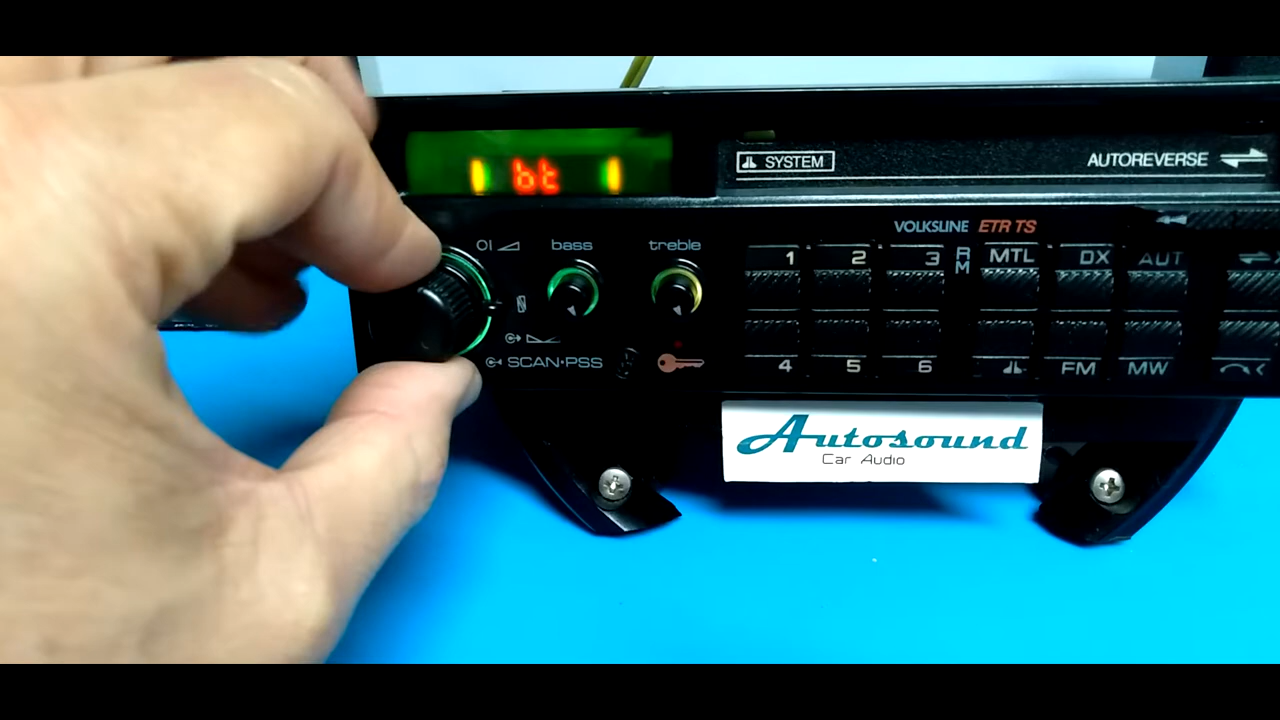 bt
SYSTEM
AUTOREVERSE
VOLKSLINE ETR TS
bass
treble
1 2 3 AM MTL DX AUT
SCAN•PSS
4 5 6 FM MW
Autosound
Car Audio